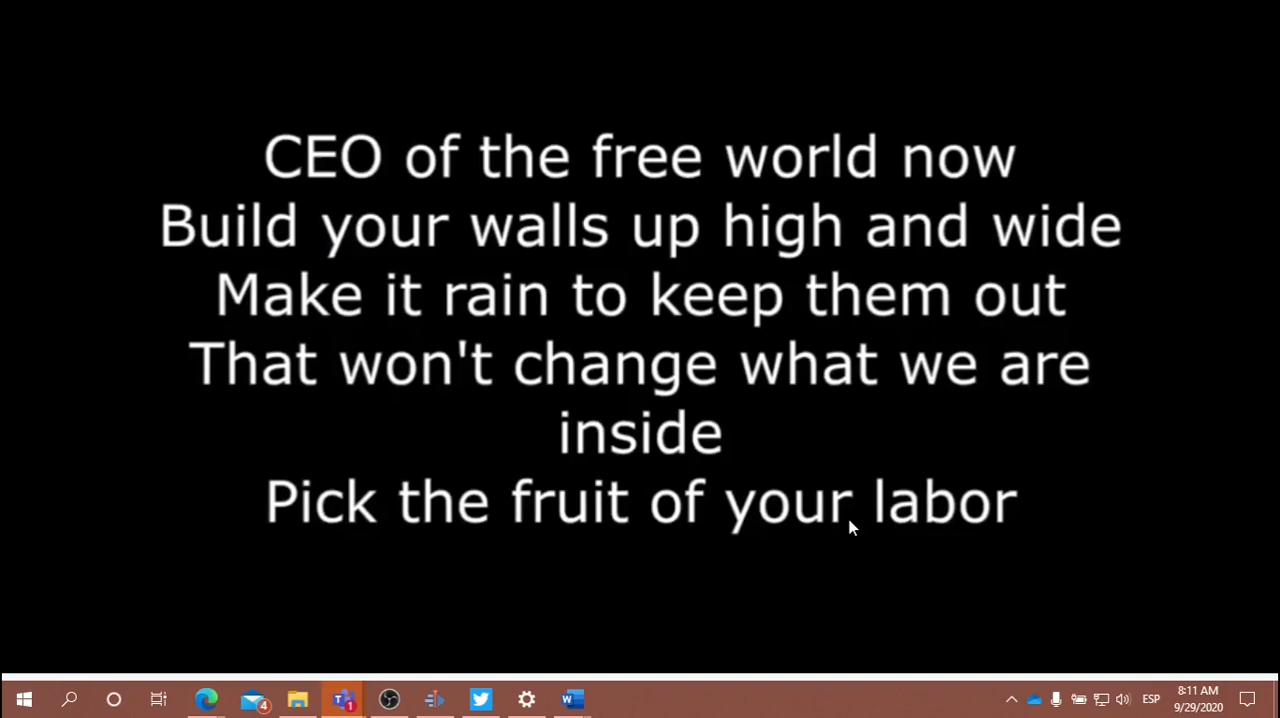 CEO of the free world now
Build your walls up high and wide
Make it rain to keep them out
That won't change what we are
inside
Pick the fruit of your labor
4
1
ESP
8:11 AM
9/29/2020